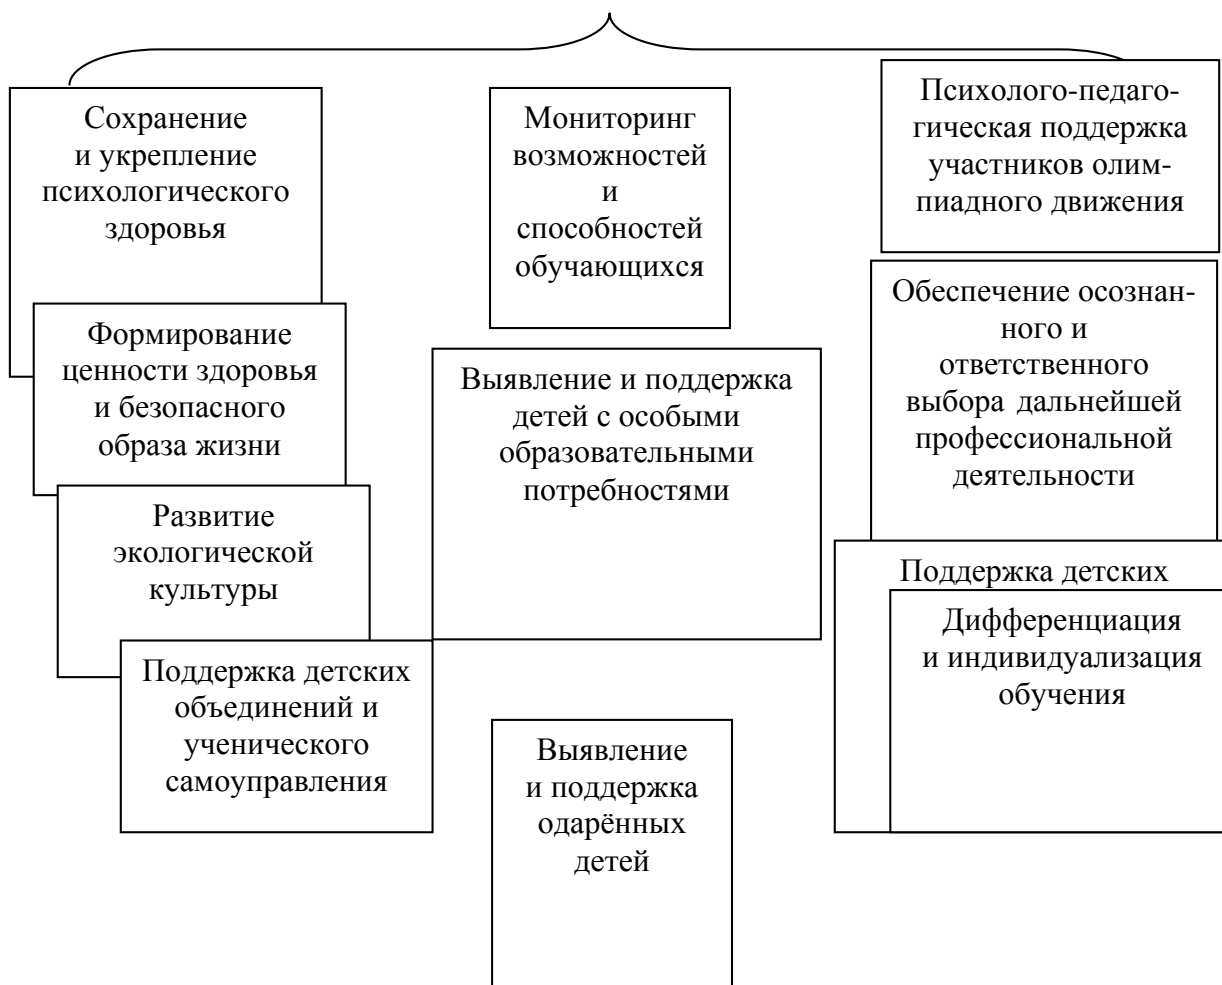 Сохранение
и укрепление
психологического
здоровья
Формирование
ценности здоровья
и безопасного
образа жизни
Развитие
экологической
культуры
Поддержка детских
объединений и
ученического
самоуправления
Мониторинг
возможностей
и
способностей
обучающихся
Выявление и поддержка
детей с особыми
образовательными
потребностями
Выявление
и поддержка
одарённых
детей
Психолого-педаго-
гическая поддержка
участников олим-
пиадного движения
Обеспечение осознан-
ного и
ответственного
выбора дальнейшей
профессиональной
деятельности
Поддержка детских
Дифференциация
и индивидуализация
обучения